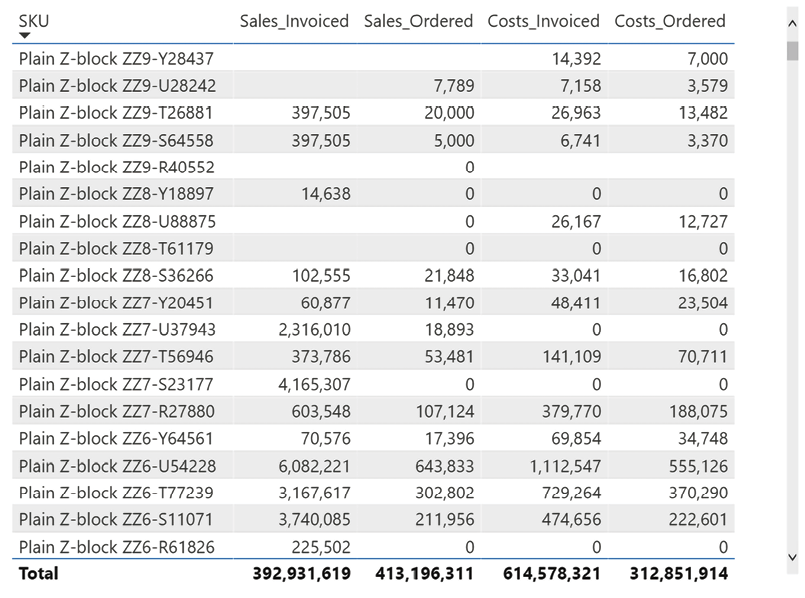 SKU Sales_Invoiced Sales_Ordered Costs_Invoiced Costs_Ordered
Plain Z-block ZZ9-Y28437 14,392 7,000
Plain Z-block ZZ9-U28242 7,789 7,158 3,579
Plain Z-block ZZ9-T26881 397,505 20,000 26,963 13,482
Plain Z-block ZZ9-S64558 397,505 5,000 6,741 3,370
Plain Z-block ZZ9-R40552 0
Plain Z-block ZZ8-Y18897 14,638 0 0 0
Plain Z-block ZZ8-U88875 0 26,167 12,727
Plain Z-block ZZ8-T61179 0 0 0
Plain Z-block ZZ8-S36266 102,555 21,848 33,041 16,802
Plain Z-block ZZ7-Y20451 60,877 11,470 48,411 23,504
Plain Z-block ZZ7-U37943 2,316,010 18,893 0 0
Plain Z-block ZZ7-T56946 373,786 53,481 141,109 70,711
Plain Z-block ZZ7-S23177 4,165,307 0 0 0
Plain Z-block ZZ7-R27880 603,548 107,124 379,770 188,075
Plain Z-block ZZ6-Y64561 70,576 17,396 69,854 34,748
Plain Z-block ZZ6-U54228 6,082,221 643,833 1,112,547 555,126
Plain Z-block ZZ6-T77239 3,167,617 302,802 729,264 370,290
Plain Z-block ZZ6-S11071 3,740,085 211,956 474,656 222,601
Plain Z-block ZZ6-R61826 225,502 0 0 0
Total 392,931,619 413,196,311 614,578,321 312,851,914